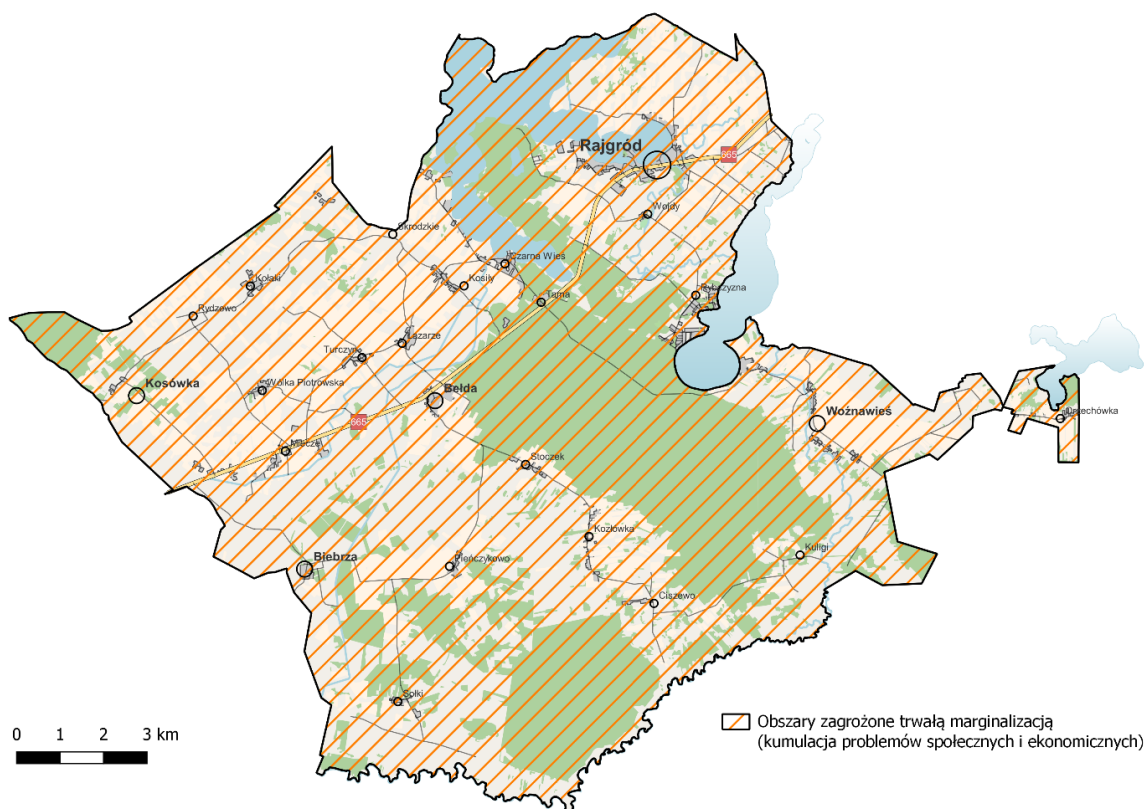 Rajgród
665
Wojdy
Skrodzkie
Czarna Wieś
Kołaki
Kosiły
Rybczyzna
Tama
Rydzewo
Łazarze
Turczyn
Kosówka
Wólka Piotrowska
Bełda
Woźnawieś
Orzechówka
665
Miecze
Stoczek
Kozłówka
Kuligi
Biebrza
Pieńczykowo
Ciszewo
Sołki
0 1 2 3 km
Obszary zagrożone trwałą marginalizacją
(kumulacja problemów społecznych i ekonomicznych)